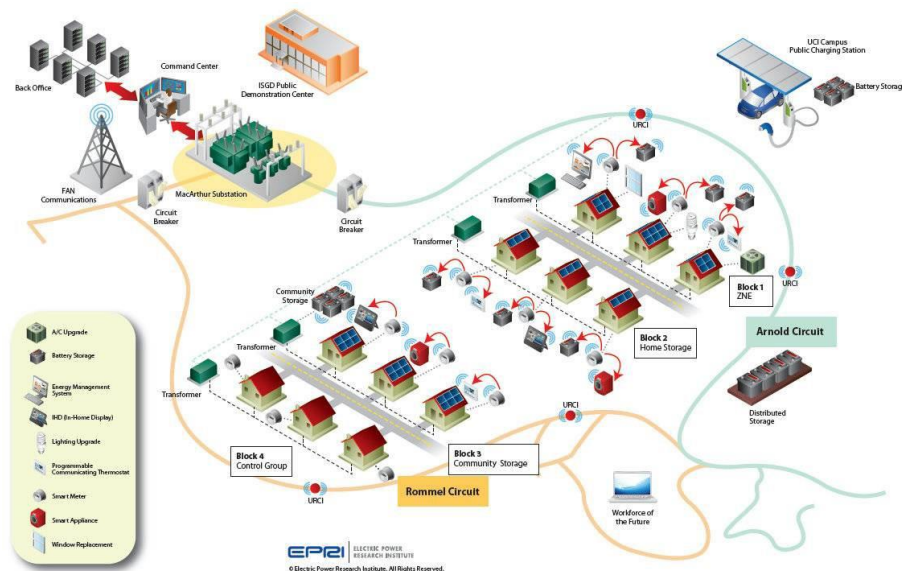 Back Office
Command Center
ISGD Public
Demonstration Center
UCI Campus
Public Charging Station
Battery Storag
FAN
Communications
MacArthur Substation
Circuit
Breaker
Circuit
Breaker
URCI
Transformer
Transformer
Block 1
ZNE
URCI
Block 2
Home Storage
Arnold Circuit
Community
Storage
Transformer
Transformer
Distributed
Storage
Block 3
Community Storage
Block 4
Control Group
URCI
URCI
Rommel Circuit
Workforce of
the Future
A/C Upgrade
Battery Storage
Energy Management
System
IHD (In-Home Display)
Lighting Upgrade
Programmable
Communicating Thermostat
Smart Meter
Smart Appliance
Window Replacement
EPRI
ELECTRIC POWER
RESEARCH INSTITUTE
© Electric Power Research Institute. All Rights Reserved.